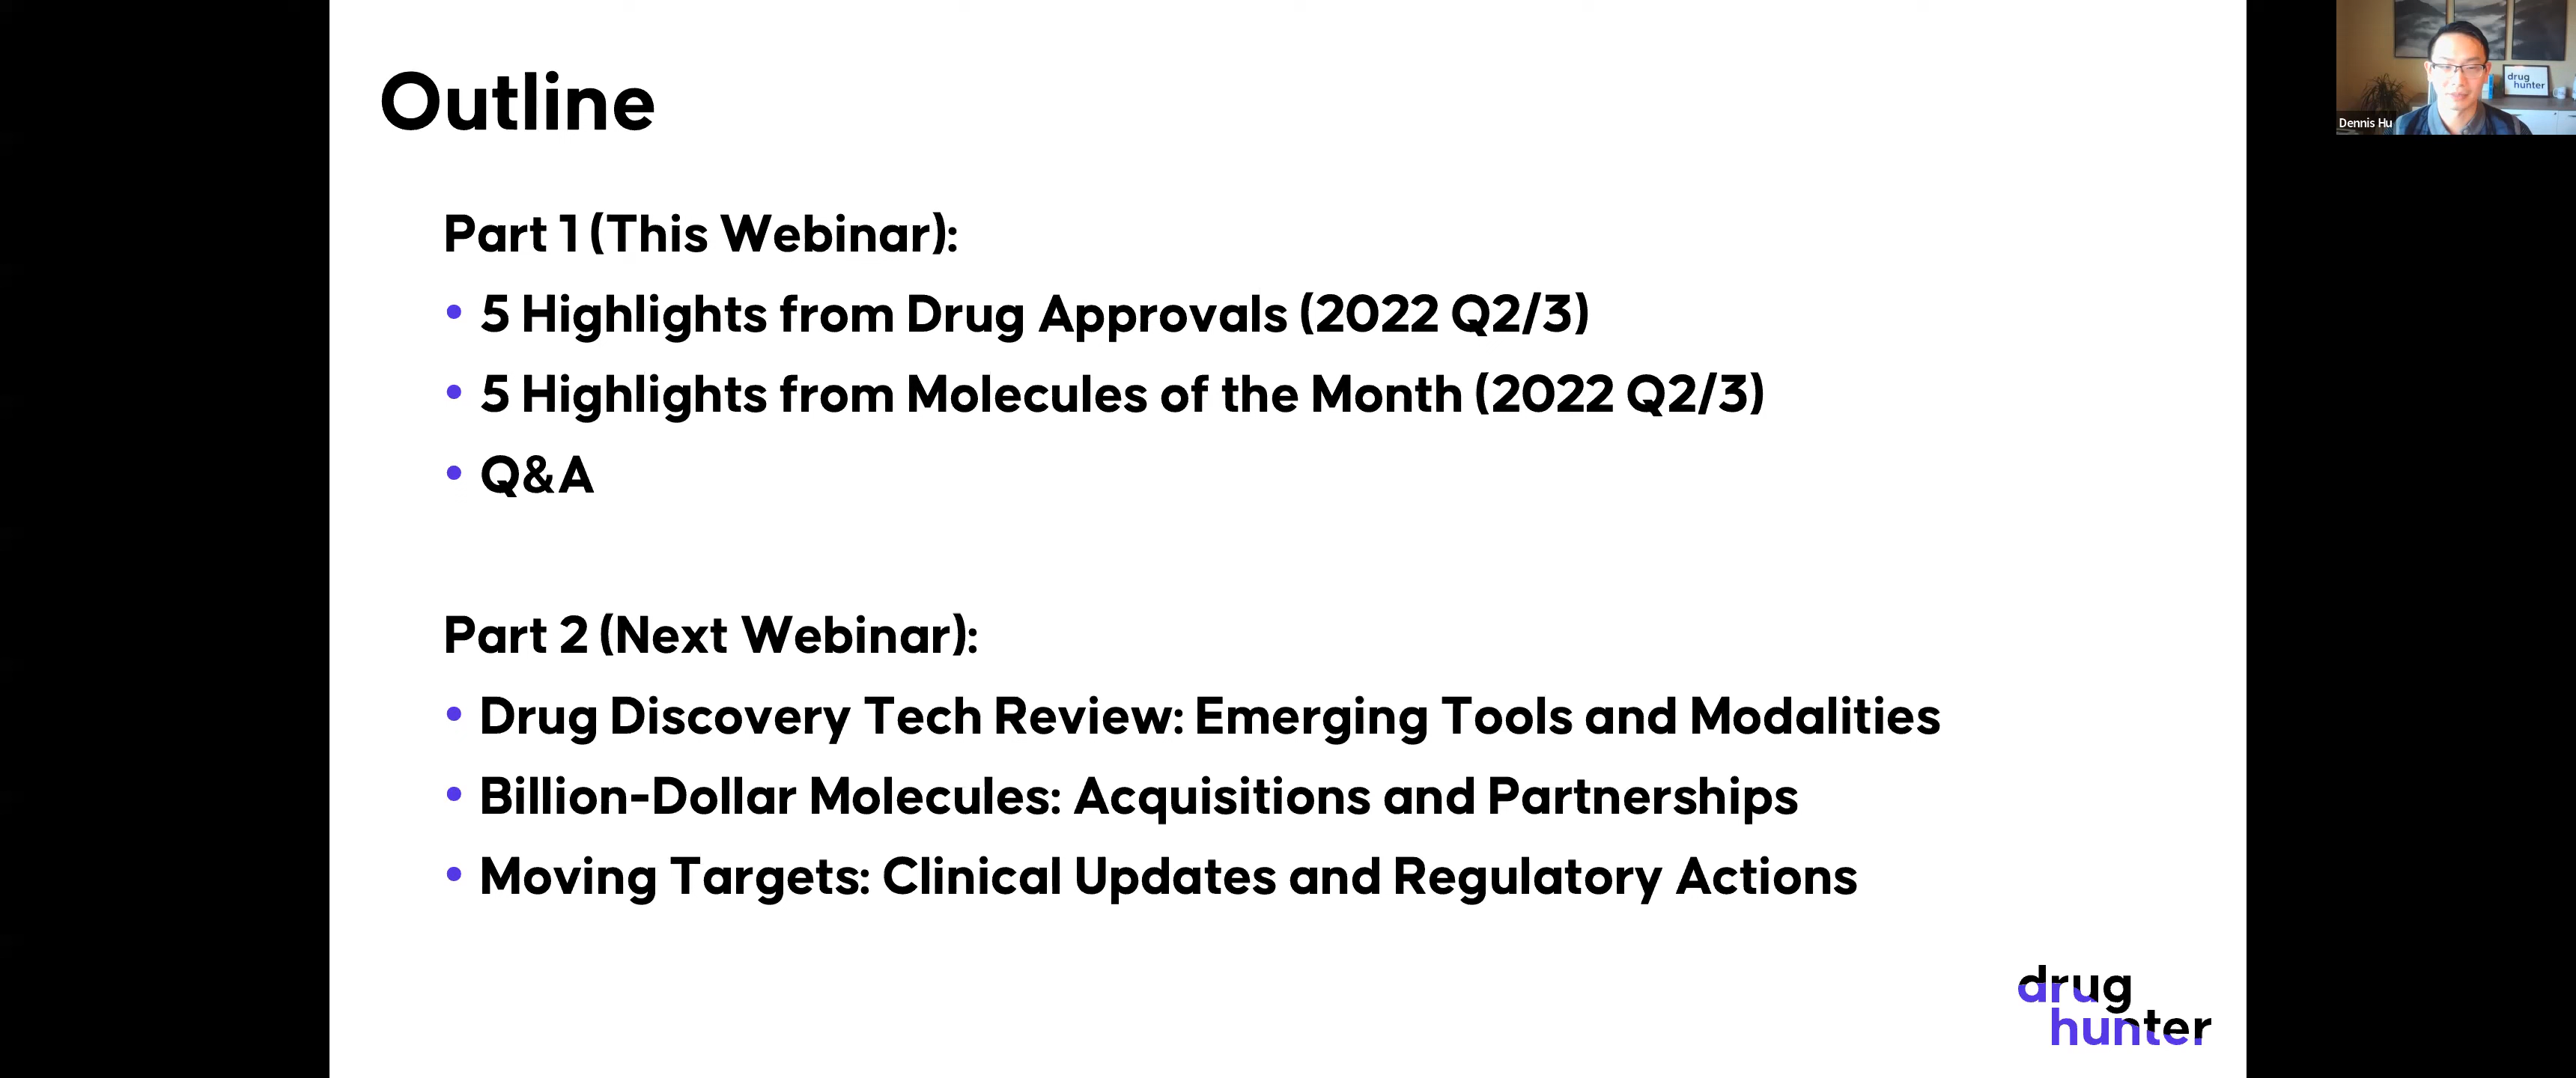 Outline
Part 1 (This Webinar):
• 5 Highlights from Drug Approvals (2022 Q2/3)
• 5 Highlights from Molecules of the Month (2022 Q2/3)
• Q&A
Part 2 (Next Webinar):
• Drug Discovery Tech Review: Emerging Tools and Modalities
• Billion-Dollar Molecules: Acquisitions and Partnerships
• Moving Targets: Clinical Updates and Regulatory Actions
drug
hunter
drug
hunter
Dennis Hu